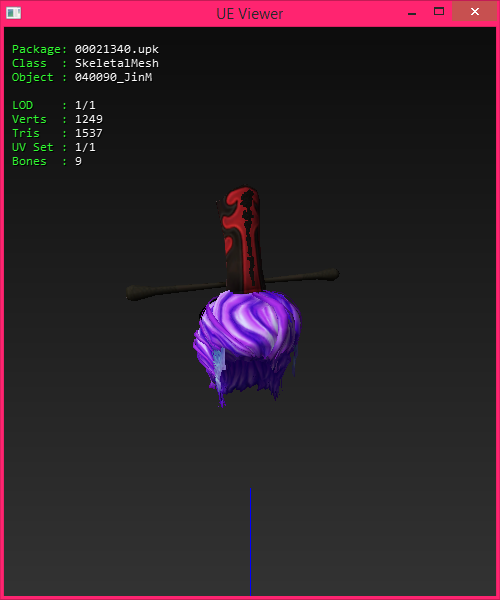 UE Viewer
Package: 00021340.upk
Class : SkeletalMesh
Object : 040090_JinM
LOD : 1/1
Verts : 1249
Tris : 1537
UV Set : 1/1
Bones : 9